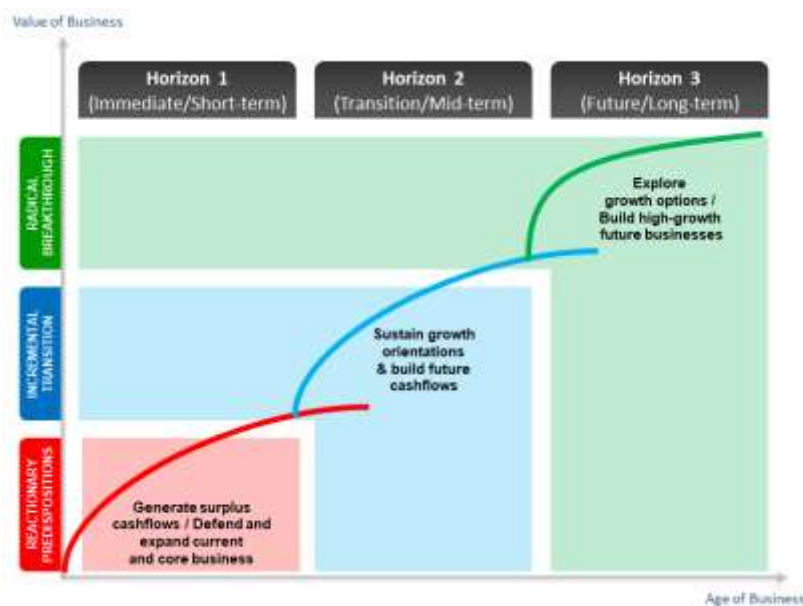 Value of Business
Horizon 1
(Immediate/Short-term)
Horizon 2
(Transition/Mid-term)
Horizon 3
(Future/Long-term)
RADICAL
BREAKTHROUGH
Explore
growth options /
Build high-growth
future businesses
INCREMENTAL
TRANSITION
Sustain growth
orientations
& build future
cashflows
REACTIONARY
PREDISPOSITIONS
Generate surplus
cashflows / Defend and
expand current
and core business
Age of Business